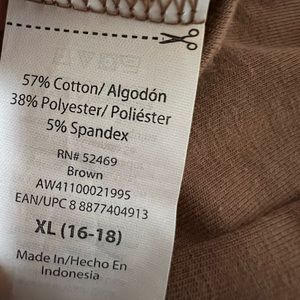 57% Cotton/ Algodón
38% Polyester/ Poliéster
5% Spandex
RN# 52469
Brown
AW41100021995
EAN/UPC 8 8877404913
XL (16-18)
Made In/Hecho En
Indonesia